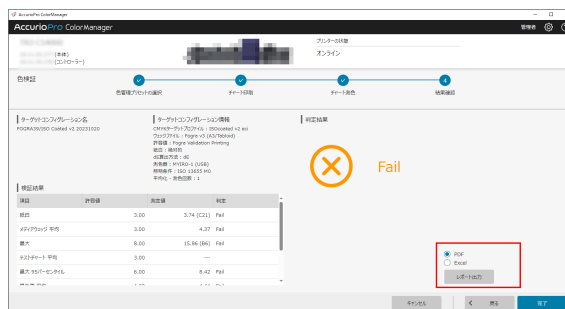 AccurioPro ColorManager
AccurioPro ColorManager
管理者
(本体)
(コントローラー)
プリンターの状態
オンライン
色検証
4
色管理プリセットの選択
チャート印刷
チャート測色
結果確認
ターゲットコンフィグレーション名
FOGRA39/ISO Coated v2 20231020
ターゲットコンフィグレーション情報
CMYKターゲットプロファイル : ISOcoated v2 eci
ウェッジファイル : Fogra v3 (A3/Tabloid)
許容値 : Fogra Validation Printing
紙白 : 絶対的
dE算出方法 : dE
測色器 : MYIRO-1 (USB)
照明条件 : ISO 13655 M0
平均化 - 測色回数 : 1
判定結果
Fail
検証結果
項目 許容値 測定値 判定
紙白 3.00 3.74 (C21) Fail
メディアウェッジ 平均 3.00 4.37 Fail
最大 8.00 15.86 (B6) Fail
テストチャート 平均 3.00 ---
最大 95パーセンタイル 6.00 8.42 Fail
PDF
Excel
レポート出力
キャンセル
戻る
完了